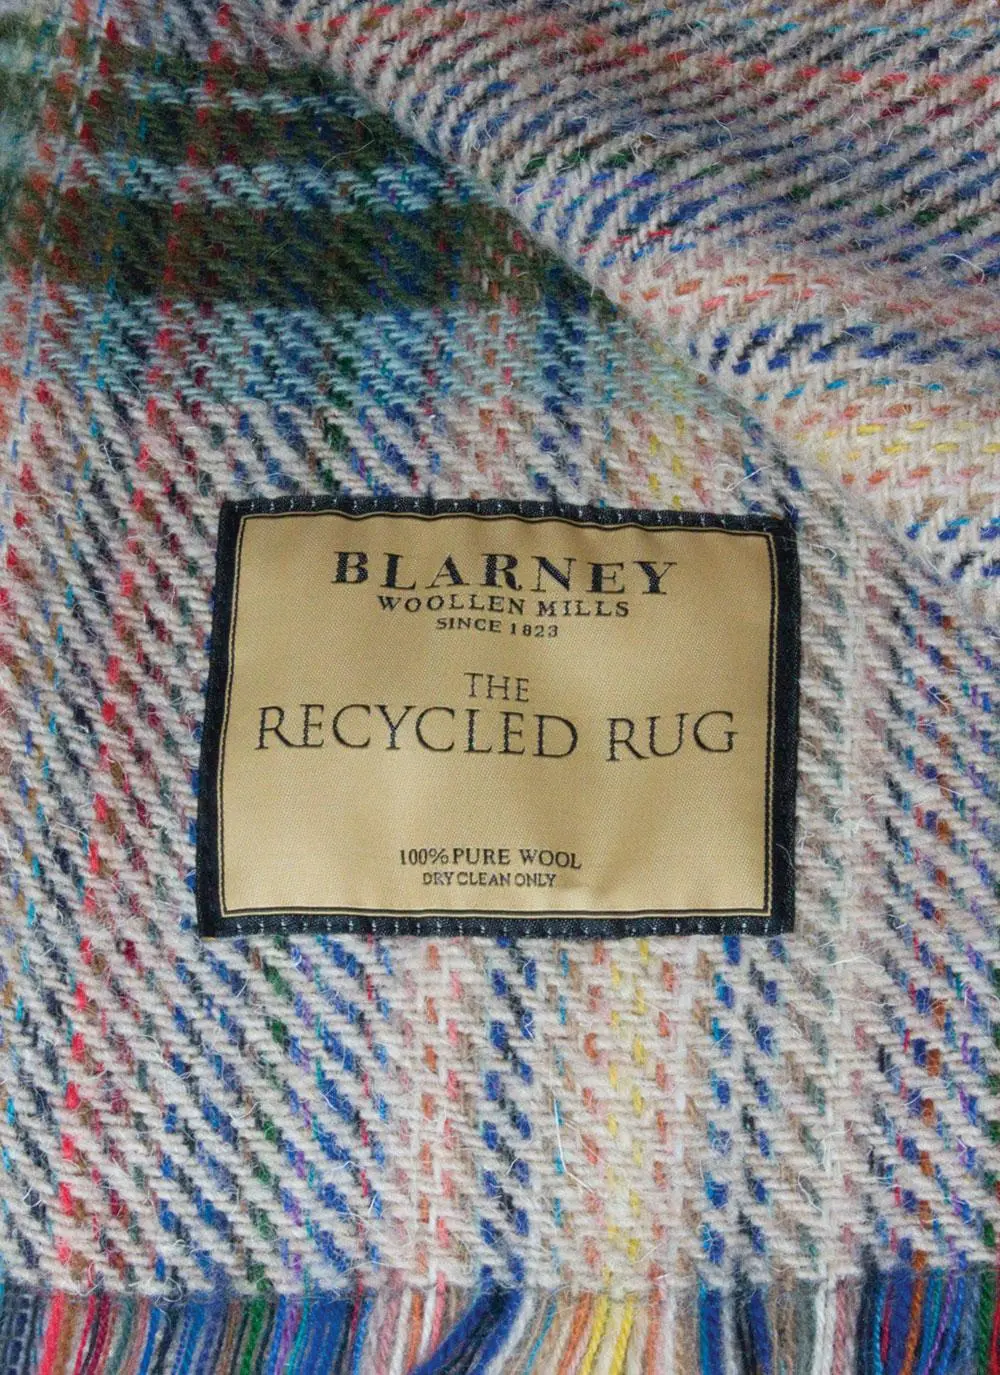 BLARNEY
WOOLLEN MILLS
SINCE 1823
THE
RECYCLED RUG
100% PURE WOOL
DRY CLEAN ONLY